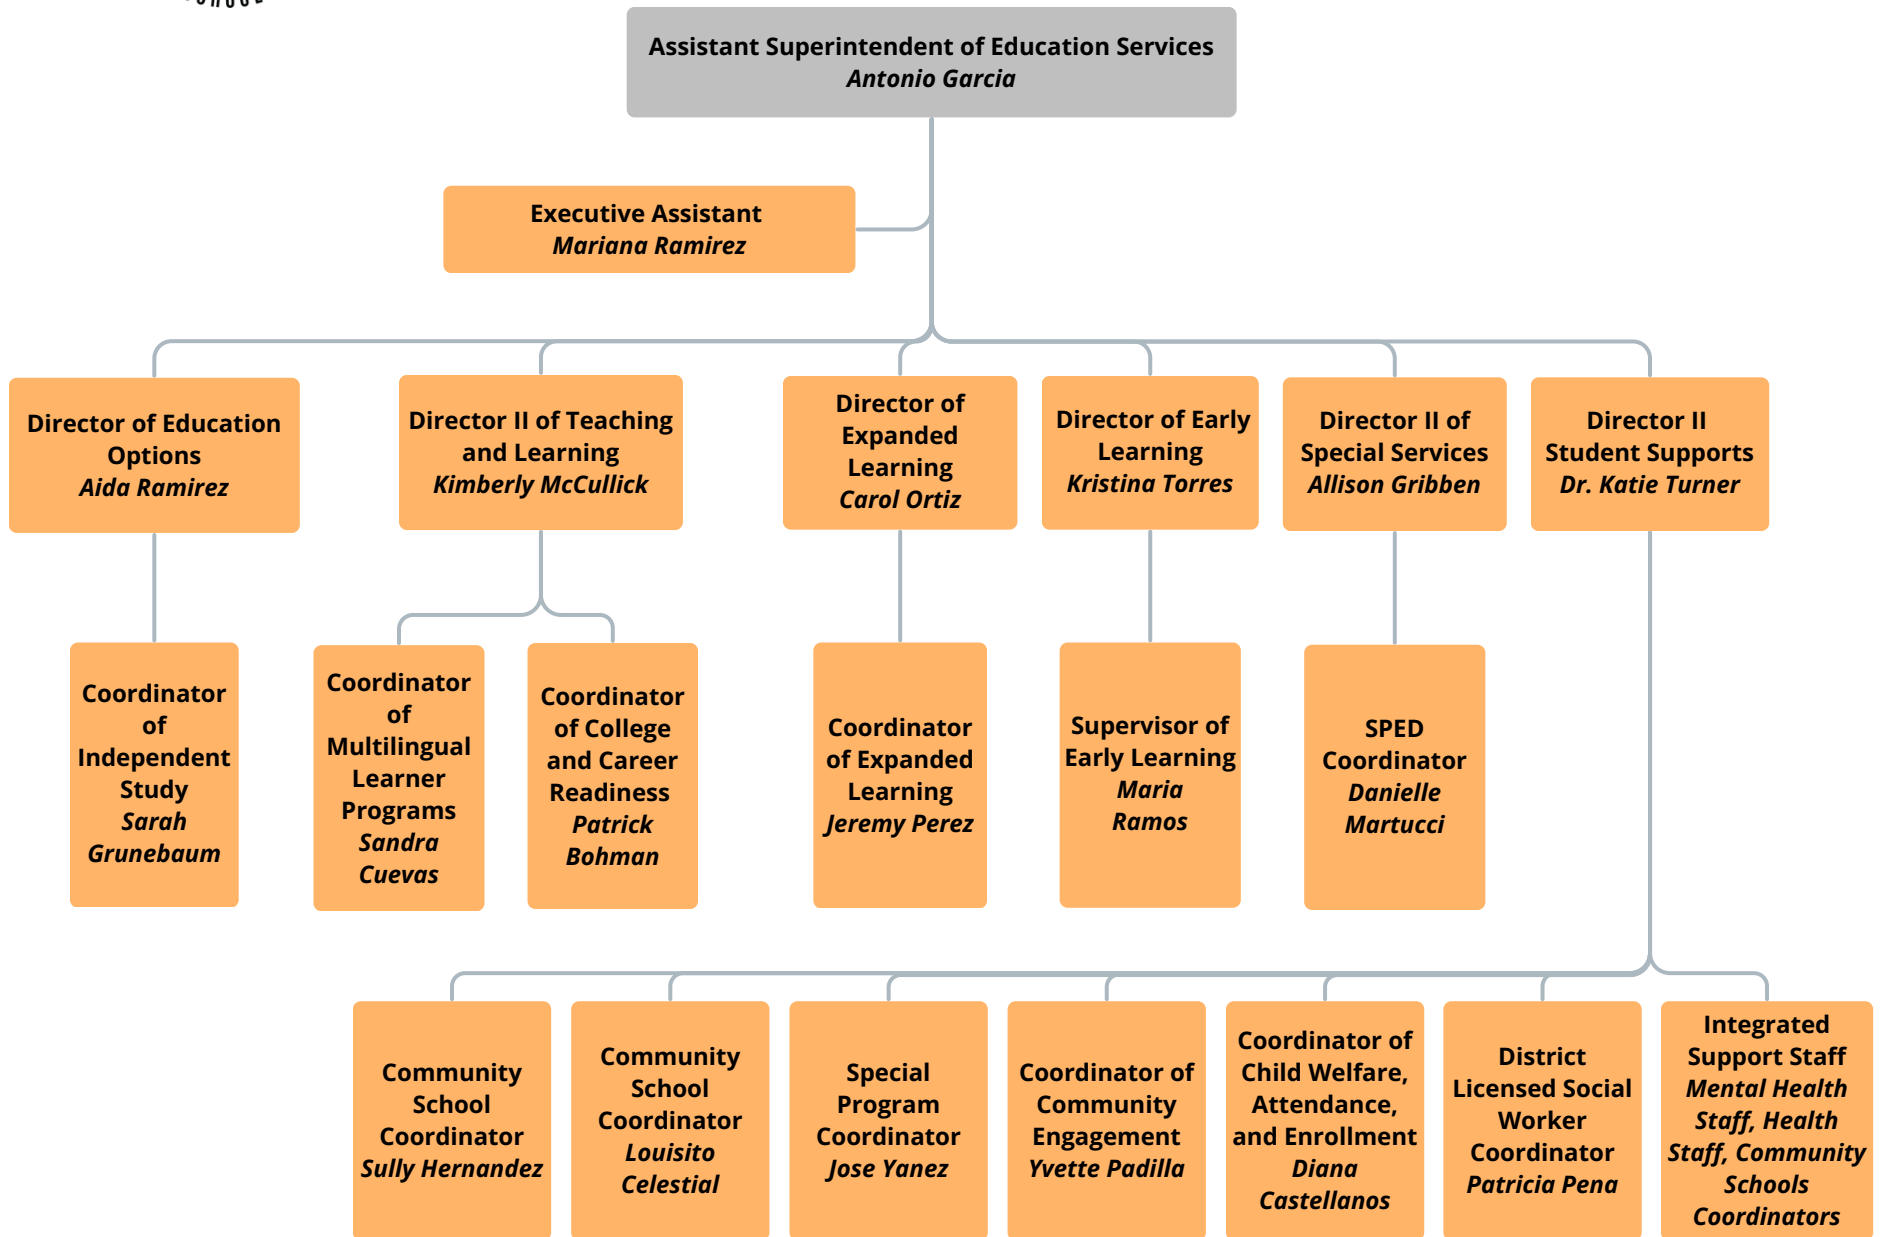 Assistant Superintendent of Education Services
Antonio Garcia
Executive Assistant
Mariana Ramirez
Director of Education
Options
Aida Ramirez
Director II of Teaching
and Learning
Kimberly McCullick
Director of
Expanded
Learning
Carol Ortiz
Director of Early
Learning
Kristina Torres
Director II of
Special Services
Allison Gribben
Director II
Student Supports
Dr. Katie Turner
Coordinator
of
Independent
Study
Sarah
Grunebaum
Coordinator
of
Multilingual
Learner
Programs
Sandra
Cuevas
Coordinator
of College
and Career
Readiness
Patrick
Bohman
Coordinator
of Expanded
Learning
Jeremy Perez
Supervisor of
Early Learning
Maria
Ramos
SPED
Coordinator
Danielle
Martucci
Community
School
Coordinator
Sully Hernandez
Community
School
Coordinator
Louisito
Celestial
Special
Program
Coordinator
Jose Yanez
Coordinator of
Community
Engagement
Yvette Padilla
Coordinator of
Child Welfare,
Attendance,
and Enrollment
Diana
Castellanos
District
Licensed Social
Worker
Coordinator
Patricia Pena
Integrated
Support Staff
Mental Health
Staff, Health
Staff, Community
Schools
Coordinators